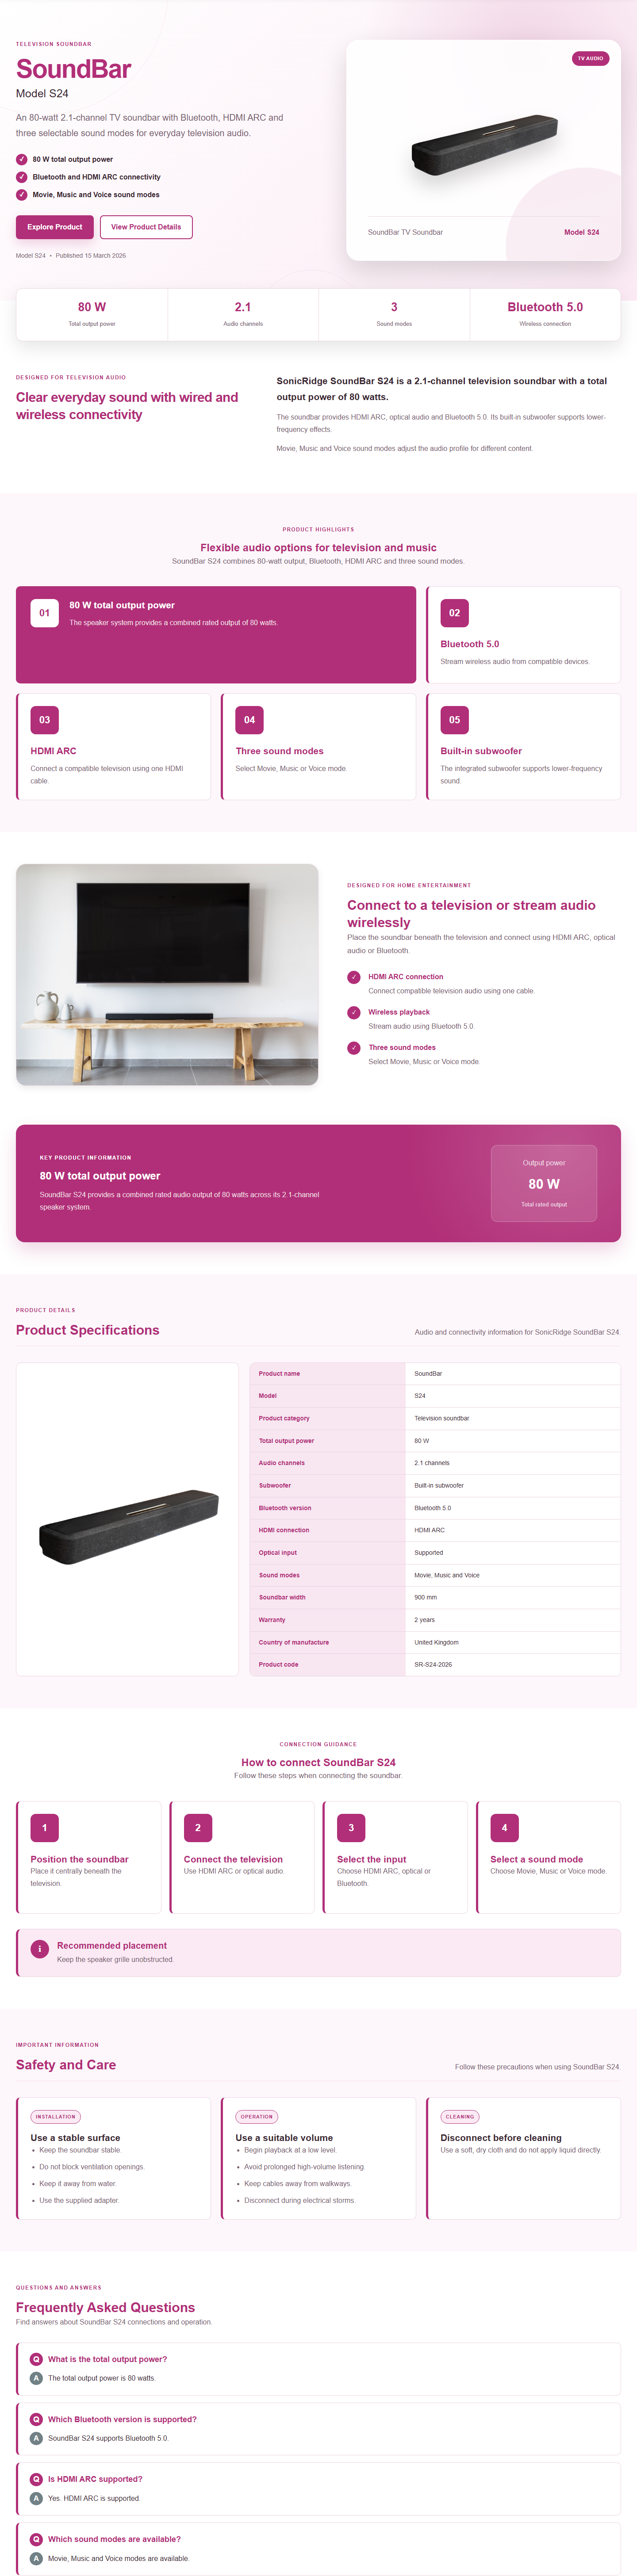 TELEVISION SOUNDBAR
SoundBar
Model S24
An 80-watt 2.1-channel TV soundbar with Bluetooth, HDMI ARC and
three selectable sound modes for everyday television audio.
✓ 80 W total output power
✓ Bluetooth and HDMI ARC connectivity
✓ Movie, Music and Voice sound modes
Explore Product
View Product Details
Model S24 • Published 15 March 2026
TV AUDIO
SoundBar TV Soundbar
Model S24
80 W
Total output power
2.1
Audio channels
3
Sound modes
Bluetooth 5.0
Wireless connection
DESIGNED FOR TELEVISION AUDIO
Clear everyday sound with wired and
wireless connectivity
SonicRidge SoundBar S24 is a 2.1-channel television soundbar with a total
output power of 80 watts.
The soundbar provides HDMI ARC, optical audio and Bluetooth 5.0. Its built-in subwoofer supports lower-
frequency effects.
Movie, Music and Voice sound modes adjust the audio profile for different content.
PRODUCT HIGHLIGHTS
Flexible audio options for television and music
SoundBar S24 combines 80-watt output, Bluetooth, HDMI ARC and three sound modes.
01
80 W total output power
The speaker system provides a combined rated output of 80 watts.
02
Bluetooth 5.0
Stream wireless audio from compatible devices.
03
HDMI ARC
Connect a compatible television using one HDMI
cable.
04
Three sound modes
Select Movie, Music or Voice mode.
05
Built-in subwoofer
The integrated subwoofer supports lower-frequency
sound.
DESIGNED FOR HOME ENTERTAINMENT
Connect to a television or stream audio
wirelessly
Place the soundbar beneath the television and connect using HDMI ARC, optical
audio or Bluetooth.
✓ HDMI ARC connection
Connect compatible television audio using one cable.
✓ Wireless playback
Stream audio using Bluetooth 5.0.
✓ Three sound modes
Select Movie, Music or Voice mode.
KEY PRODUCT INFORMATION
80 W total output power
SoundBar S24 provides a combined rated audio output of 80 watts across its 2.1-channel
speaker system.
Output power
80 W
Total rated output
PRODUCT DETAILS
Product Specifications
Audio and connectivity information for SonicRidge SoundBar S24.
Product name SoundBar
Model S24
Product category Television soundbar
Total output power 80 W
Audio channels 2.1 channels
Subwoofer Built-in subwoofer
Bluetooth version Bluetooth 5.0
HDMI connection HDMI ARC
Optical input Supported
Sound modes Movie, Music and Voice
Soundbar width 900 mm
Warranty 2 years
Country of manufacture United Kingdom
Product code SR-S24-2026
CONNECTION GUIDANCE
How to connect SoundBar S24
Follow these steps when connecting the soundbar.
1
Position the soundbar
Place it centrally beneath the
television.
2
Connect the television
Use HDMI ARC or optical audio.
3
Select the input
Choose HDMI ARC, optical or
Bluetooth.
4
Select a sound mode
Choose Movie, Music or Voice mode.
i
Recommended placement
Keep the speaker grille unobstructed.
IMPORTANT INFORMATION
Safety and Care
Follow these precautions when using SoundBar S24.
INSTALLATION
Use a stable surface
• Keep the soundbar stable.
• Do not block ventilation openings.
• Keep it away from water.
• Use the supplied adapter.
OPERATION
Use a suitable volume
• Begin playback at a low level.
• Avoid prolonged high-volume listening.
• Keep cables away from walkways.
• Disconnect during electrical storms.
CLEANING
Disconnect before cleaning
Use a soft, dry cloth and do not apply liquid directly.
QUESTIONS AND ANSWERS
Frequently Asked Questions
Find answers about SoundBar S24 connections and operation.
Q What is the total output power?
A The total output power is 80 watts.
Q Which Bluetooth version is supported?
A SoundBar S24 supports Bluetooth 5.0.
Q Is HDMI ARC supported?
A Yes. HDMI ARC is supported.
Q Which sound modes are available?
A Movie, Music and Voice modes are available.